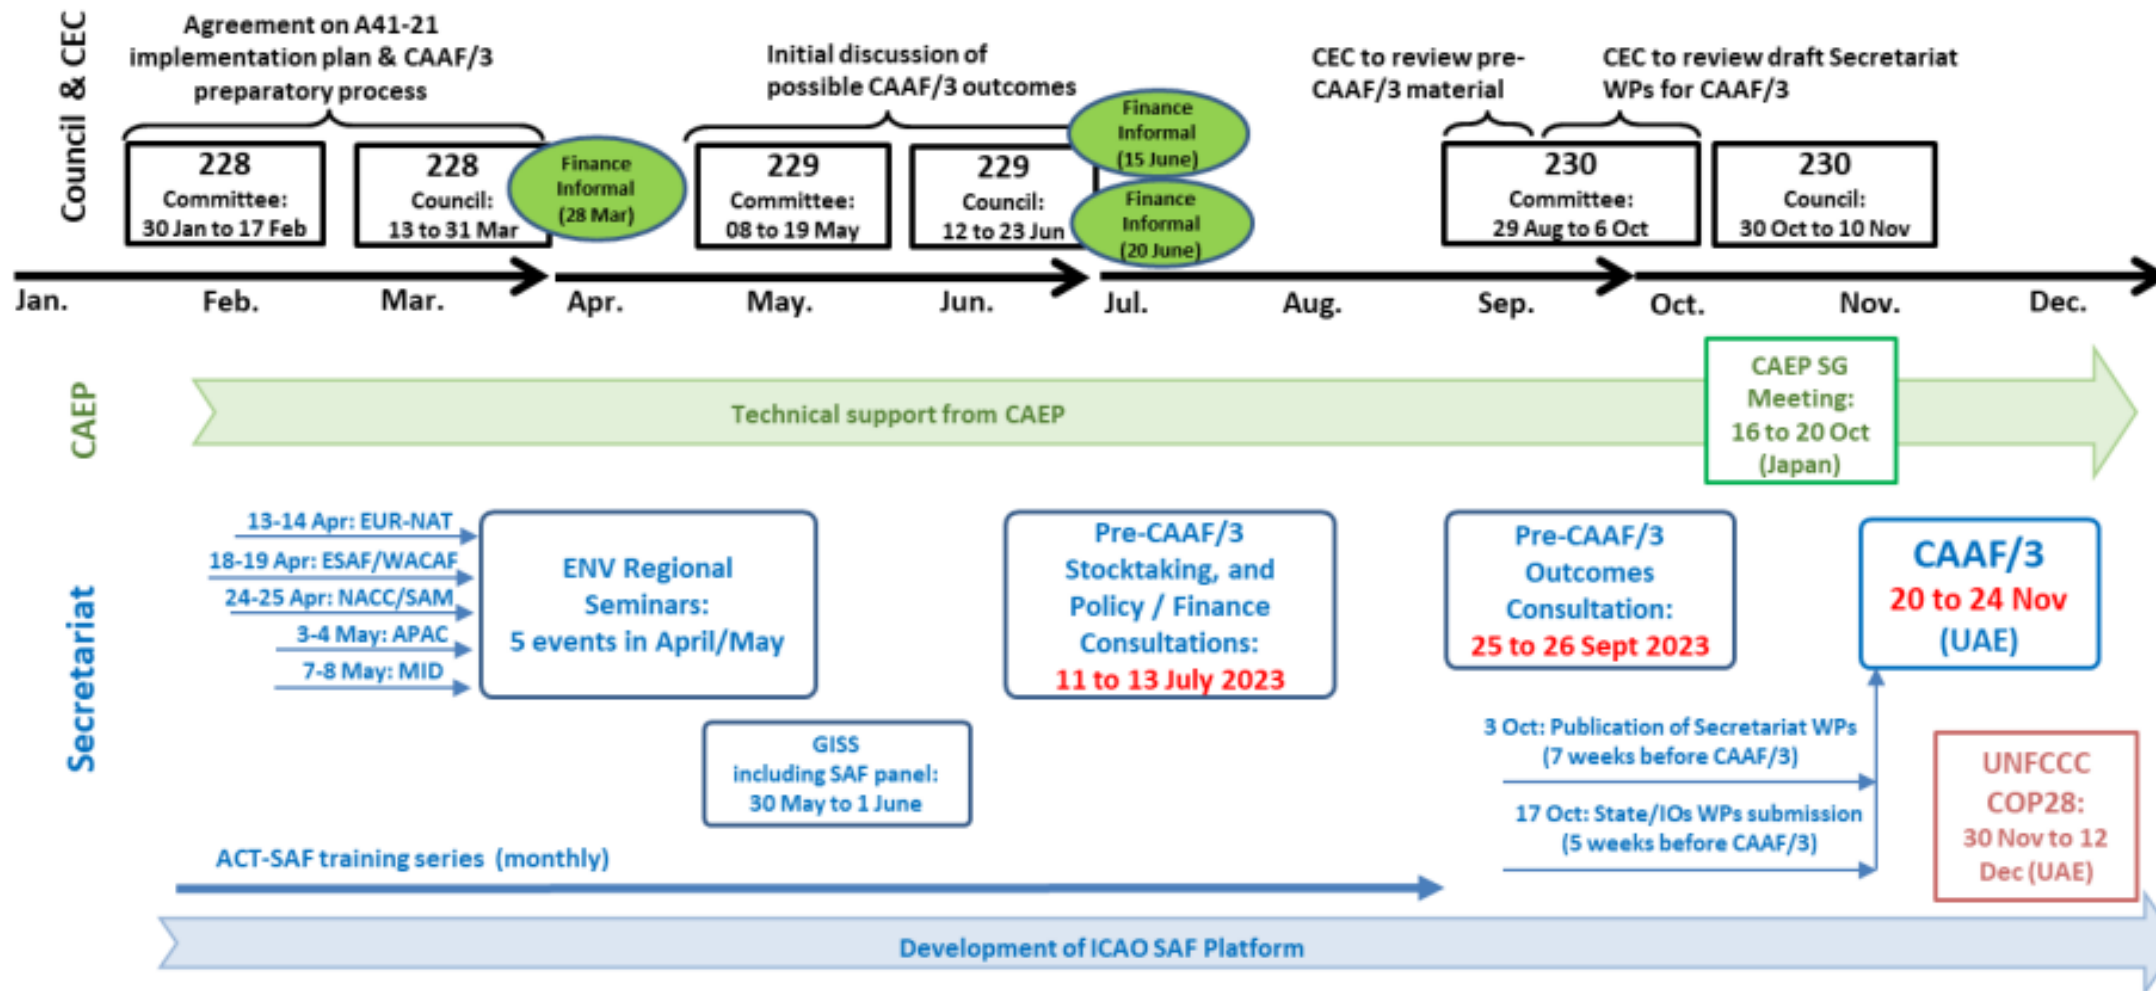 Council & CEC
Agreement on A41-21
implementation plan & CAAF/3
preparatory process
Initial discussion of
possible CAAF/3 outcomes
CEC to review pre-
CAAF/3 material
CEC to review draft Secretariat
WPs for CAAF/3
228
Committee:
30 Jan to 17 Feb
228
Council:
13 to 31 Mar
Finance
Informal
(28 Mar)
229
Committee:
08 to 19 May
229
Council:
12 to 23 Jun
Finance
Informal
(15 June)
Finance
Informal
(20 June)
230
Committee:
29 Aug to 6 Oct
230
Council:
30 Oct to 10 Nov
Jan.
Feb.
Mar.
Apr.
May.
Jun.
Jul.
Aug.
Sep.
Oct.
Nov.
Dec.
CAEP
Technical support from CAEP
CAEP SG
Meeting:
16 to 20 Oct
(Japan)
Secretariat
13-14 Apr: EUR-NAT
18-19 Apr: ESAF/WACAF
24-25 Apr: NACC/SAM
3-4 May: APAC
7-8 May: MID
ENV Regional
Seminars:
5 events in April/May
Pre-CAAF/3
Stocktaking, and
Policy / Finance
Consultations:
11 to 13 July 2023
Pre-CAAF/3
Outcomes
Consultation:
25 to 26 Sept 2023
CAAF/3
20 to 24 Nov
(UAE)
GISS
including SAF panel:
30 May to 1 June
3 Oct: Publication of Secretariat WPs
(7 weeks before CAAF/3)
17 Oct: State/IOs WPs submission
(5 weeks before CAAF/3)
UNFCCC
COP28:
30 Nov to 12
Dec (UAE)
ACT-SAF training series (monthly)
Development of ICAO SAF Platform